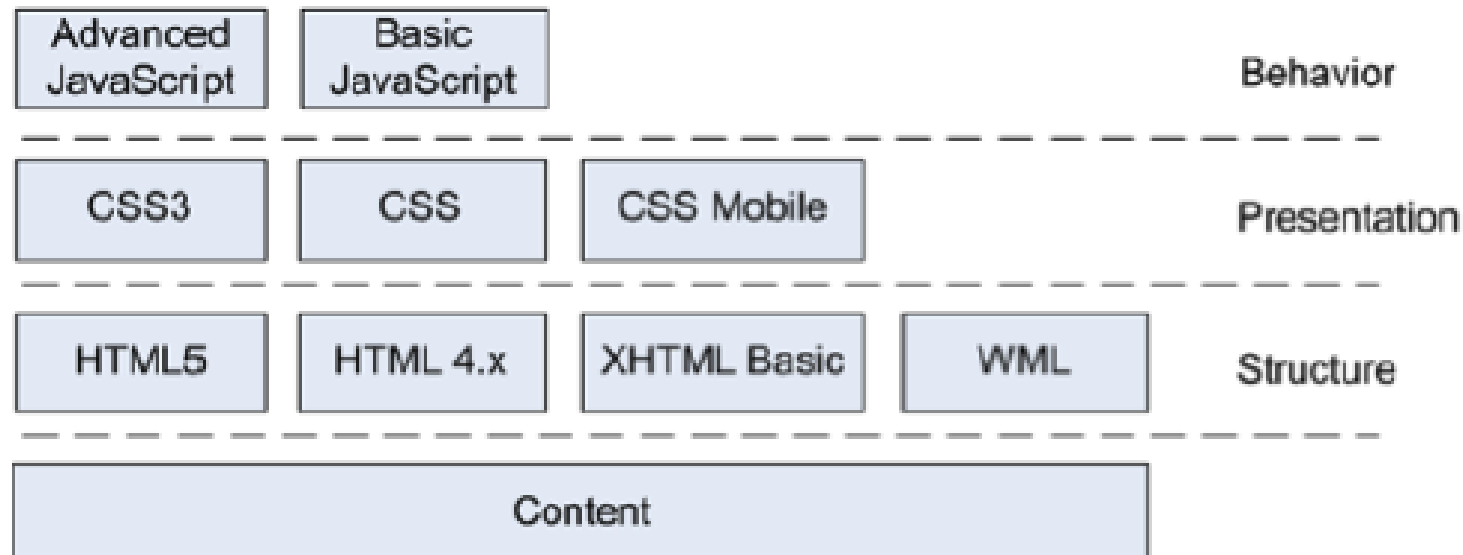 Advanced
JavaScript
Basic
JavaScript
Behavior
CSS3
CSS
CSS Mobile
Presentation
HTML5
HTML 4.x
XHTML Basic
WML
Structure
Content